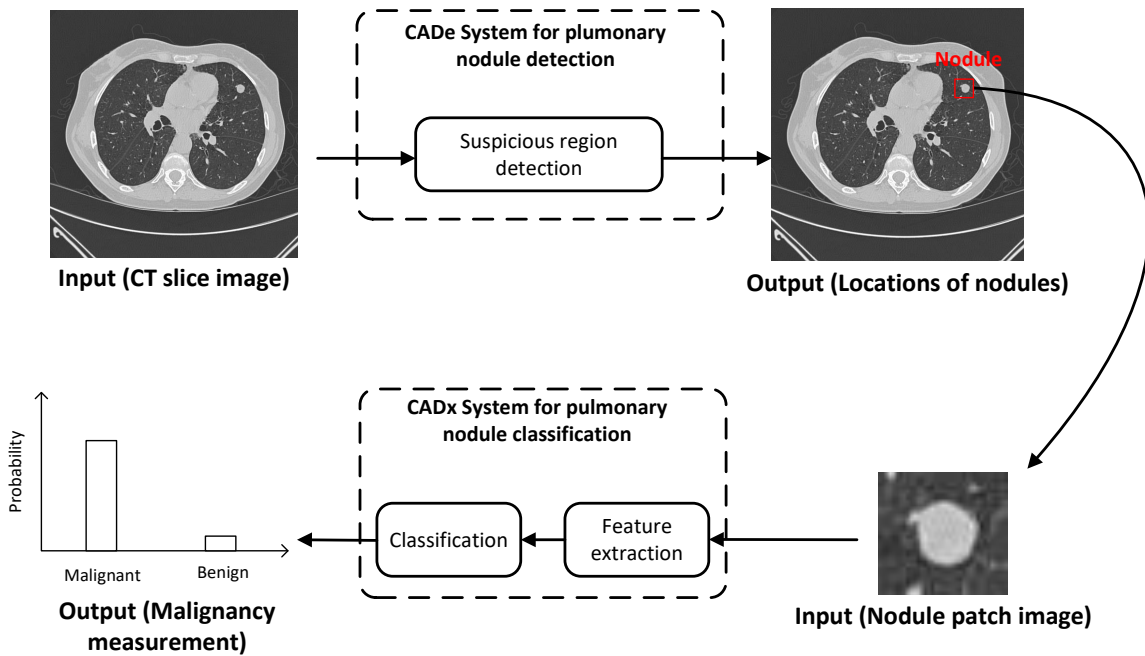 CADe System for plumonary
nodule detection
Suspicious region
detection
Nodule
Input (CT slice image)
Output (Locations of nodules)
CADx System for pulmonary
nodule classification
Classification
Feature
extraction
Probability
Malignant
Benign
Output (Malignancy
measurement)
Input (Nodule patch image)